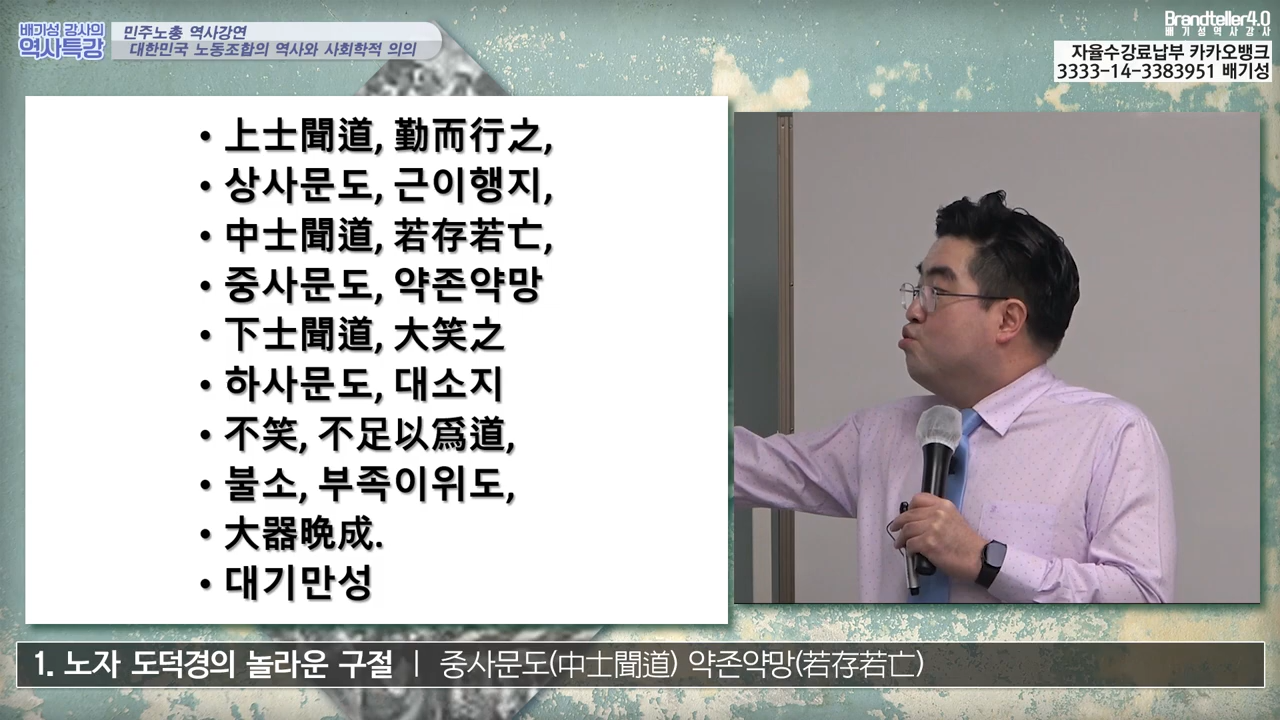 배기성 강사의
역사특강
민주노총 역사강연
대한민국 노동조합의 역사와 사회학적 의의
Brandteller4.0
배기성역사강사
자율수강료납부 카카오뱅크
3333-14-3383951 배기성
• 上士聞道, 勤而行之,
• 상사문도, 근이행지,
• 中士聞道, 若存若亡,
• 중사문도, 약존약망
• 下士聞道, 大笑之
• 하사문도, 대소지
• 不笑, 不足以爲道,
• 불소, 부족이위도,
• 大器晩成.
• 대기만성
1. 노자 도덕경의 놀라운 구절 ㅣ 중사문도(中士聞道) 약존약망(若存若亡)